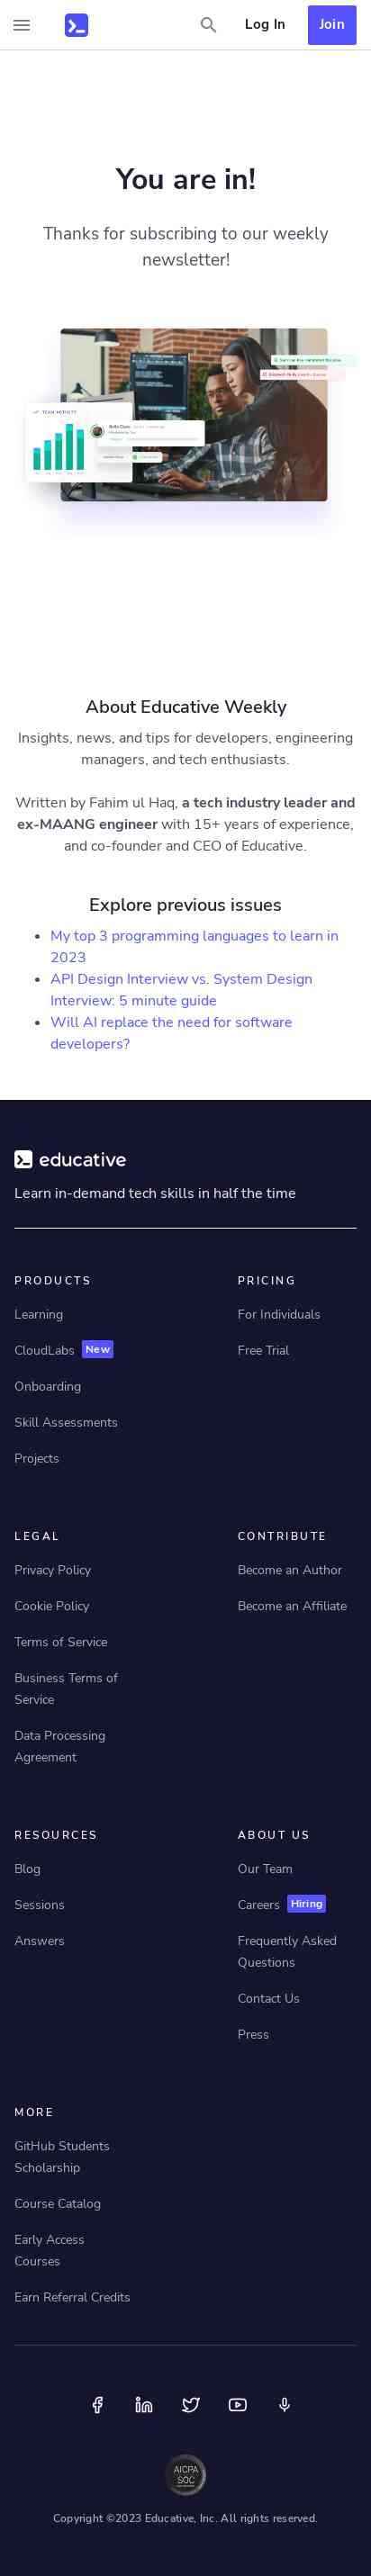 Log In
Join
You are in!
Thanks for subscribing to our weekly
newsletter!
TEAM ACTIVITY
About Educative Weekly
Insights, news, and tips for developers, engineering
managers, and tech enthusiasts.
Written by Fahim ul Haq, a tech industry leader and
ex-MAANG engineer with 15+ years of experience,
and co-founder and CEO of Educative.
Explore previous issues
• My top 3 programming languages to learn in
2023
• API Design Interview vs. System Design
Interview: 5 minute guide
• Will AI replace the need for software
developers?
educative
Learn in-demand tech skills in half the time
PRODUCTS
Learning
CloudLabs New
Onboarding
Skill Assessments
Projects
PRICING
For Individuals
Free Trial
LEGAL
Privacy Policy
Cookie Policy
Terms of Service
Business Terms of
Service
Data Processing
Agreement
CONTRIBUTE
Become an Author
Become an Affiliate
RESOURCES
Blog
Sessions
Answers
ABOUT US
Our Team
Careers Hiring
Frequently Asked
Questions
Contact Us
Press
MORE
GitHub Students
Scholarship
Course Catalog
Early Access
Courses
Earn Referral Credits
AICPA
SOC
Copyright ©2023 Educative, Inc. All rights reserved.